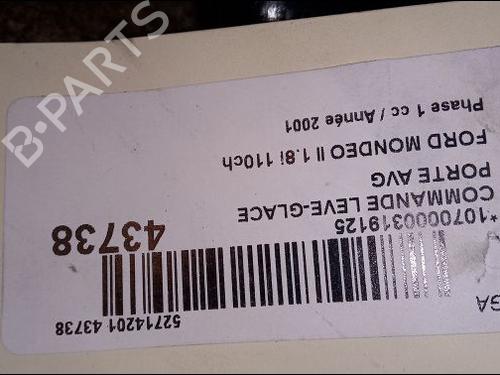 GA
52714201 43738
*1070000319125
43738
COMMANDE LEVE-GLACE
PORTE AVG
FORD MONDEO II 1.8i 110ch
Phase 1 cc / Année 2001
B-PARTS